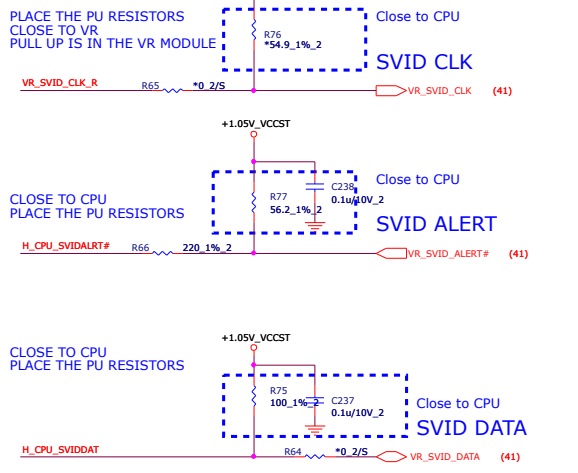 PLACE THE PU RESISTORS
CLOSE TO VR
PULL UP IS IN THE VR MODULE
R76
*54.9_1%_2
Close to CPU
SVID CLK
VR_SVID_CLK_R
R65
*0_2/S
VR_SVID_CLK
(41)
+1.05V_VCCST
CLOSE TO CPU
PLACE THE PU RESISTORS
R77
56.2_1%_2
C238
0.1u/10V_2
Close to CPU
SVID ALERT
H_CPU_SVIDALRT#
R66
220_1%_2
VR_SVID_ALERT#
(41)
+1.05V_VCCST
CLOSE TO CPU
PLACE THE PU RESISTORS
R75
100_1%_2
C237
0.1u/10V_2
Close to CPU
SVID DATA
H_CPU_SVIDDAT
R64
*0_2/S
VR_SVID_DATA
(41)